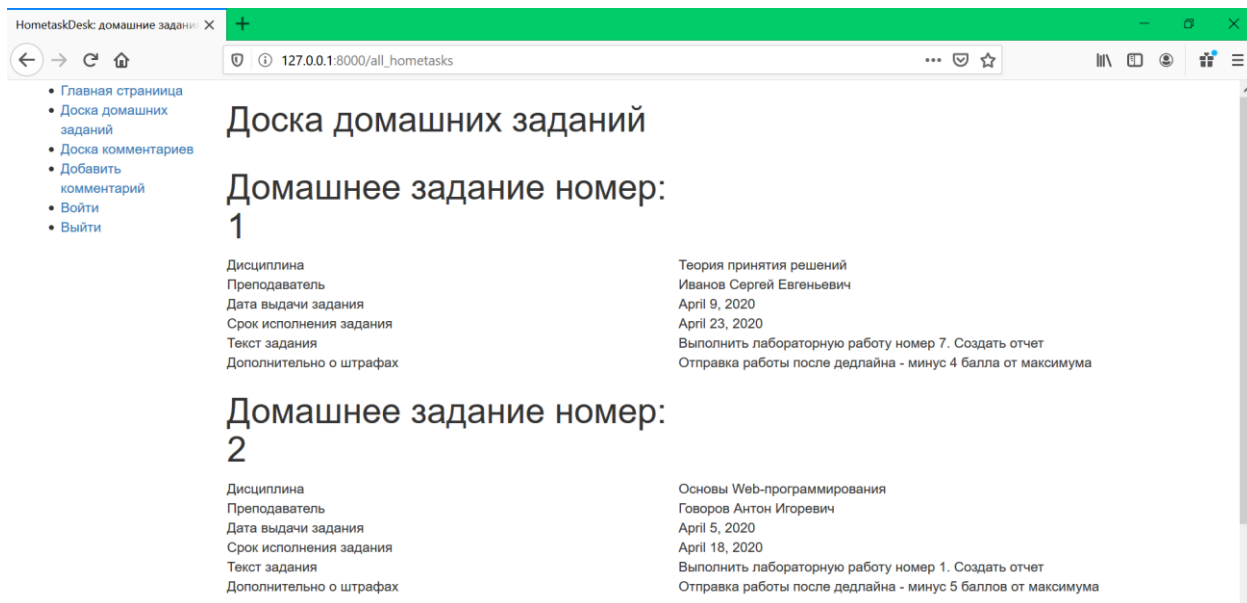 HometaskDesk: домашние задани
127.0.0.1:8000/all_hometasks
Главная страниица
Доска домашних
заданий
Доска комментариев
Добавить
комментарий
Войти
Выйти
Доска домашних заданий
Домашнее задание номер:
1
Дисциплина Теория принятия решений
Преподаватель Иванов Сергей Евгеньевич
Дата выдачи задания April 9, 2020
Срок исполнения задания April 23, 2020
Текст задания Выполнить лабораторную работу номер 7. Создать отчет
Дополнительно о штрафах Отправка работы после дедлайна - минус 4 балла от максимума
Домашнее задание номер:
2
Дисциплина Основы Web-программирования
Преподаватель Говоров Антон Игоревич
Дата выдачи задания April 5, 2020
Срок исполнения задания April 18, 2020
Текст задания Выполнить лабораторную работу номер 1. Создать отчет
Дополнительно о штрафах Отправка работы после дедлайна - минус 5 баллов от максимума